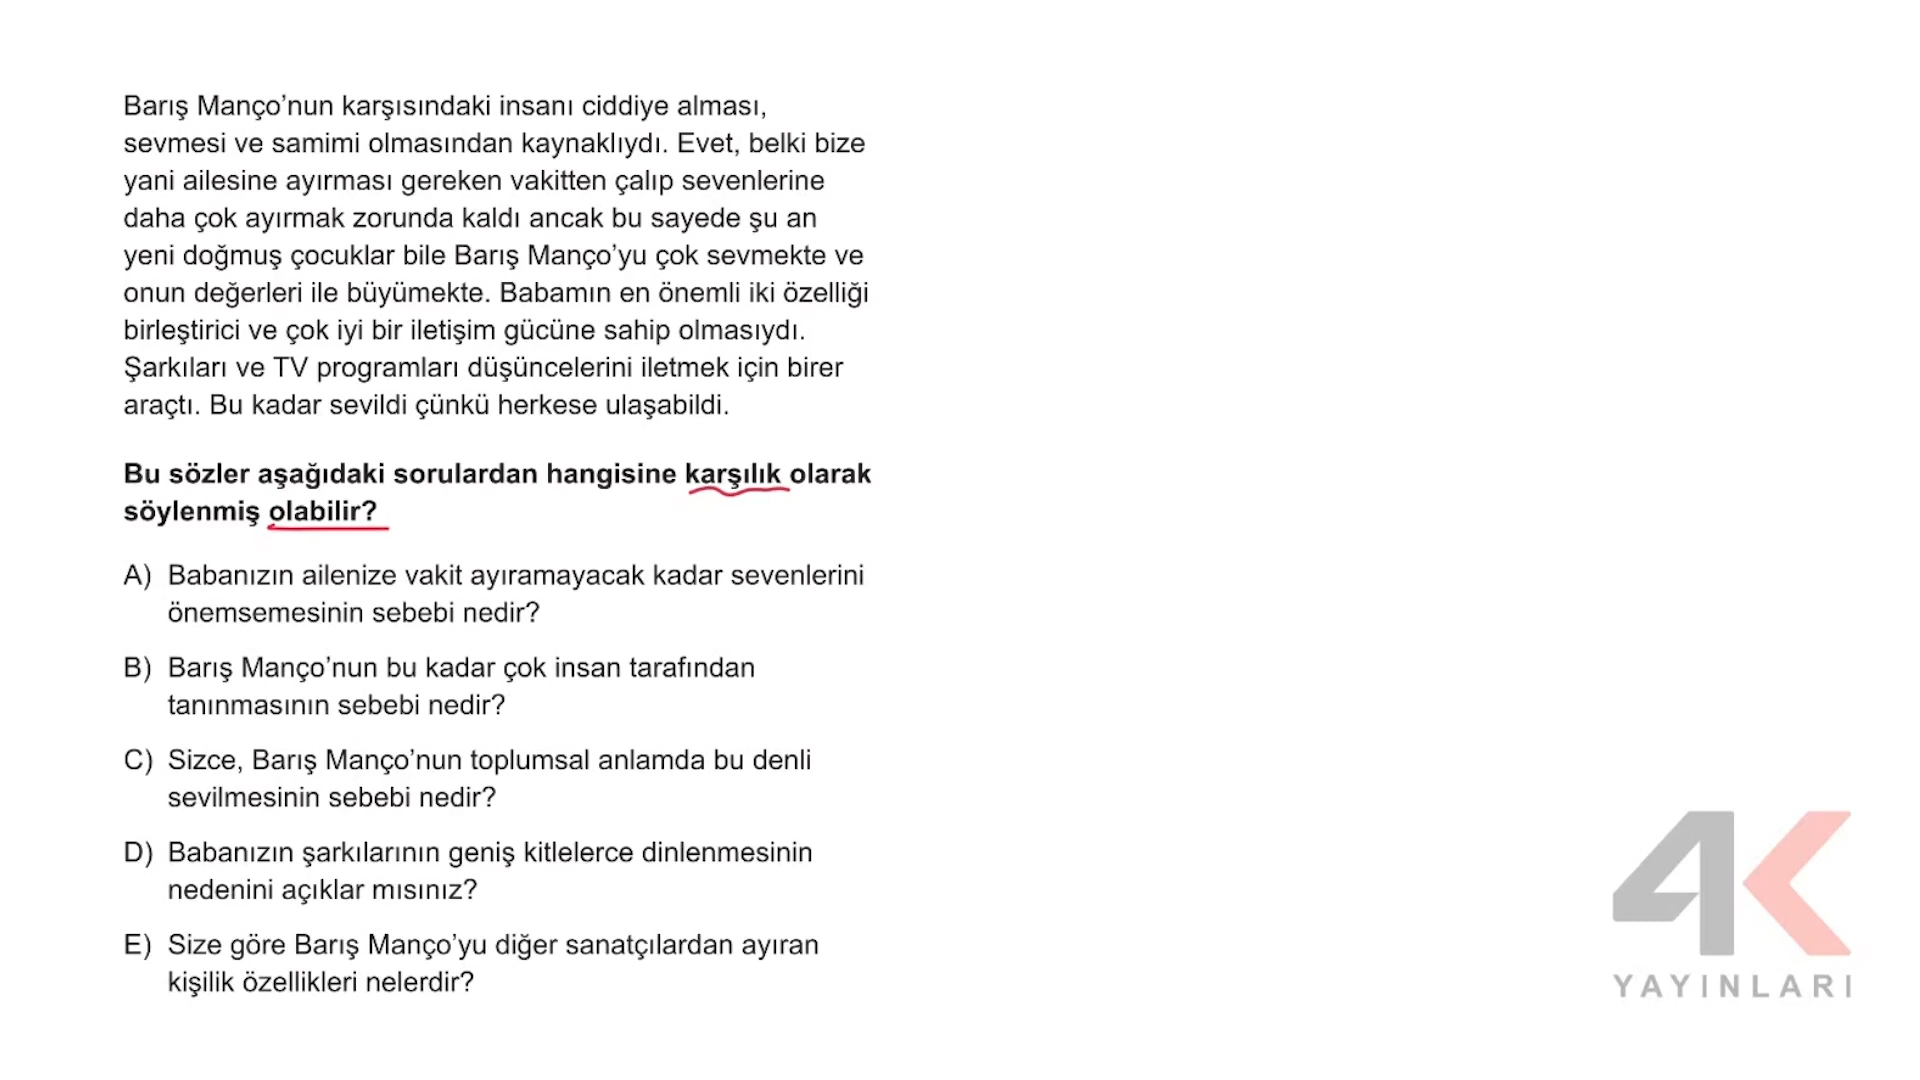 Barış Manço’nun karşısındaki insanı ciddiye alması,
sevmesi ve samimi olmasından kaynaklıydı. Evet, belki bize
yani ailesine ayırması gereken vakitten çalıp sevenlerine
daha çok ayırmak zorunda kaldı ancak bu sayede şu an
yeni doğmuş çocuklar bile Barış Manço’yu çok sevmekte ve
onun değerleri ile büyümekte. Babamın en önemli iki özelliği
birleştirici ve çok iyi bir iletişim gücüne sahip olmasıydı.
Şarkıları ve TV programları düşüncelerini iletmek için birer
araçtı. Bu kadar sevildi çünkü herkese ulaşabildi.
Bu sözler aşağıdaki sorulardan hangisine karşılık olarak
söylenmiş olabilir?
A) Babanızın ailenize vakit ayıramayacak kadar sevenlerini
önemsemesinin sebebi nedir?
B) Barış Manço’nun bu kadar çok insan tarafından
tanınmasının sebebi nedir?
C) Sizce, Barış Manço’nun toplumsal anlamda bu denli
sevilmesinin sebebi nedir?
D) Babanızın şarkılarının geniş kitlelerce dinlenmesinin
nedenini açıklar mısınız?
E) Size göre Barış Manço’yu diğer sanatçılardan ayıran
kişilik özellikleri nelerdir?
4K
YAYINLARI